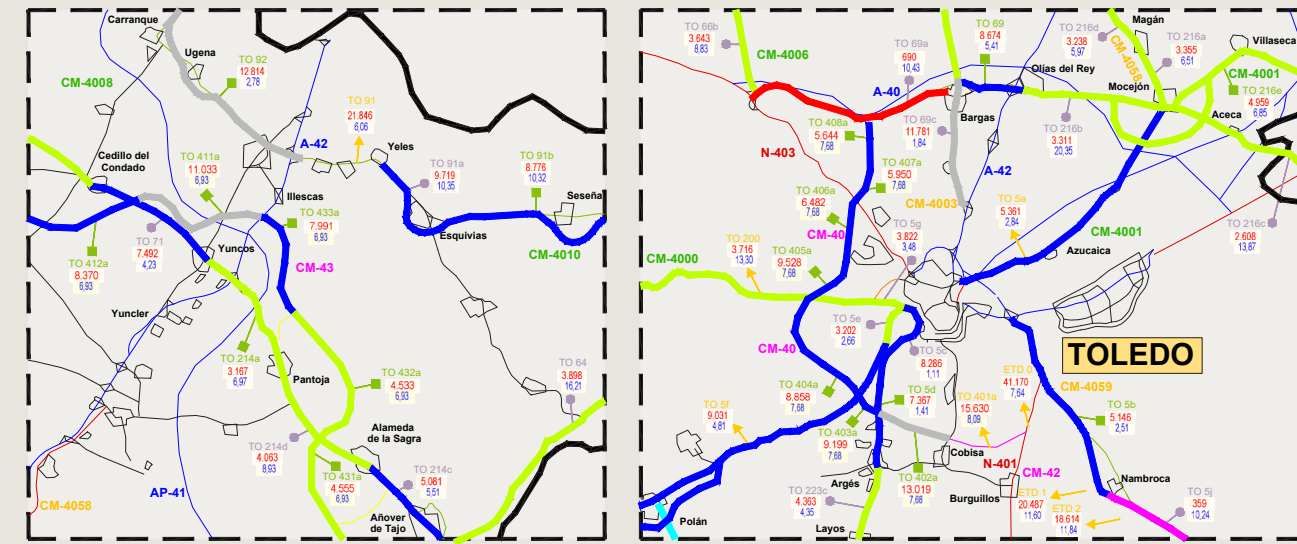 Carranque
Ugena
TO 92
12.814
2,78
CM-4008
TO 91
21.846
6,06
A-42
Yeles
TO 91a
9.719
10,35
TO 91b
8.776
10,32
Seseña
Cedillo del
Condado
TO 411a
11.033
6,93
Illescas
TO 433a
7.991
6,93
Esquivias
CM-4010
TO 71
7.492
4,23
TO 412a
8.370
6,93
Yuncos
CM-43
Yuncler
TO 214a
3.167
6,97
Pantoja
TO 432a
4.533
6,93
TO 64
3.898
16,21
TO 214d
4.063
8,93
Alameda
de la Sagra
TO 431a
4.555
6,93
TO 214c
5.081
5,51
AP-41
CM-4058
Añover
de Tajo
TO 66b
3.643
8,83
CM-4006
TO 69a
690
10,43
TO 69
8.674
5,41
TO 216d
3.238
5,97
Magán
CM-4058
TO 216a
3.355
6,51
Villaseca
Olías del Rey
CM-4001
Mocejón
TO 216e
4.959
6,85
Aceca
A-40
Bargas
TO 408a
5.644
7,68
TO 69c
11.781
1,84
TO 216b
3.311
20,35
N-403
TO 407a
5.950
7,68
A-42
TO 406a
6.482
7,68
CM-4003
CM-40
TO 5a
5.361
2,84
TO 5g
3.822
3,48
CM-4001
TO 216c
2.608
13,87
TO 200
3.716
13,30
TO 405a
9.528
7,68
Azucaica
CM-4000
TO 5e
3.202
2,66
CM-40
TO 5c
8.286
1,11
TOLEDO
ETD 0
41.170
7,64
CM-4059
TO 404a
8.858
7,68
TO 5d
7.367
1,41
TO 401a
15.630
8,09
TO 5f
9.031
4,81
TO 5b
5.146
2,51
TO 403a
9.199
7,68
Cobisa
N-401
CM-42
Argés
TO 402a
13.019
7,68
Nambroca
Burguillos
TO 223c
4.363
4,35
ETD 1
20.487
11,60
ETD 2
18.614
11,84
TO 5j
359
10,24
Polán
Layos